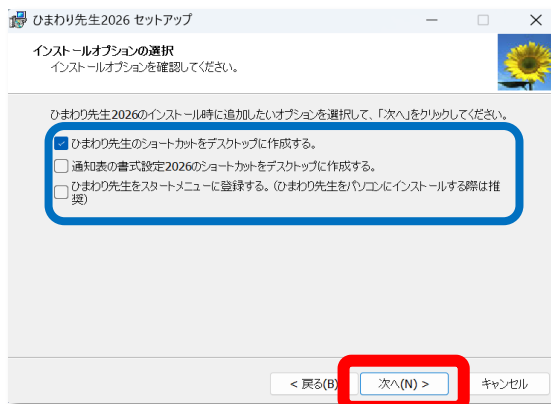 ひまわり先生2026 セットアップ
インストールオプションの選択
インストールオプションを確認してください。
ひまわり先生2026のインストール時に追加したいオプションを選択して、「次へ」をクリックしてください。
ひまわり先生のショートカットをデスクトップに作成する。
通知表の書式設定2026のショートカットをデスクトップに作成する。
ひまわり先生をスタートメニューに登録する。(ひまわり先生をパソコンにインストールする際は推
奨)
< 戻る(B) 次へ(N) > キャンセル